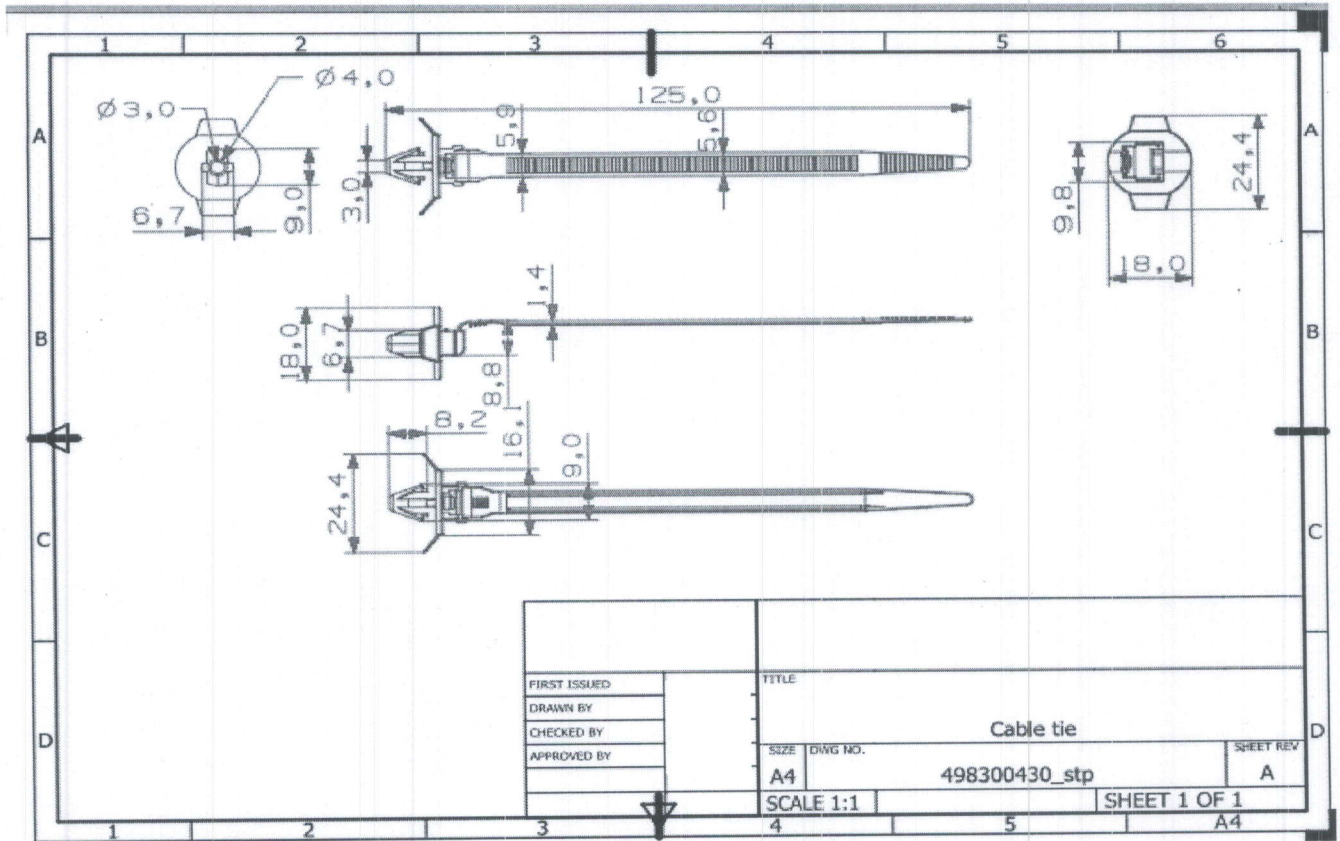 1 2 3 4 5 6
A A
Ø4,0
Ø3,0
125,0
5,9
5,6
3,0
9,0
6,7
24,4
9,8
18,0
B B
1,4
18,0
6,7
8,8
8,2
16,1
9,0
24,4
C C
FIRST ISSUED
TITLE
DRAWN BY
CHECKED BY
Cable tie
D D
APPROVED BY
SIZE DWG NO. SHEET REV
A4 498300430_stp A
SCALE 1:1 SHEET 1 OF 1
1 2 3 4 5 A4